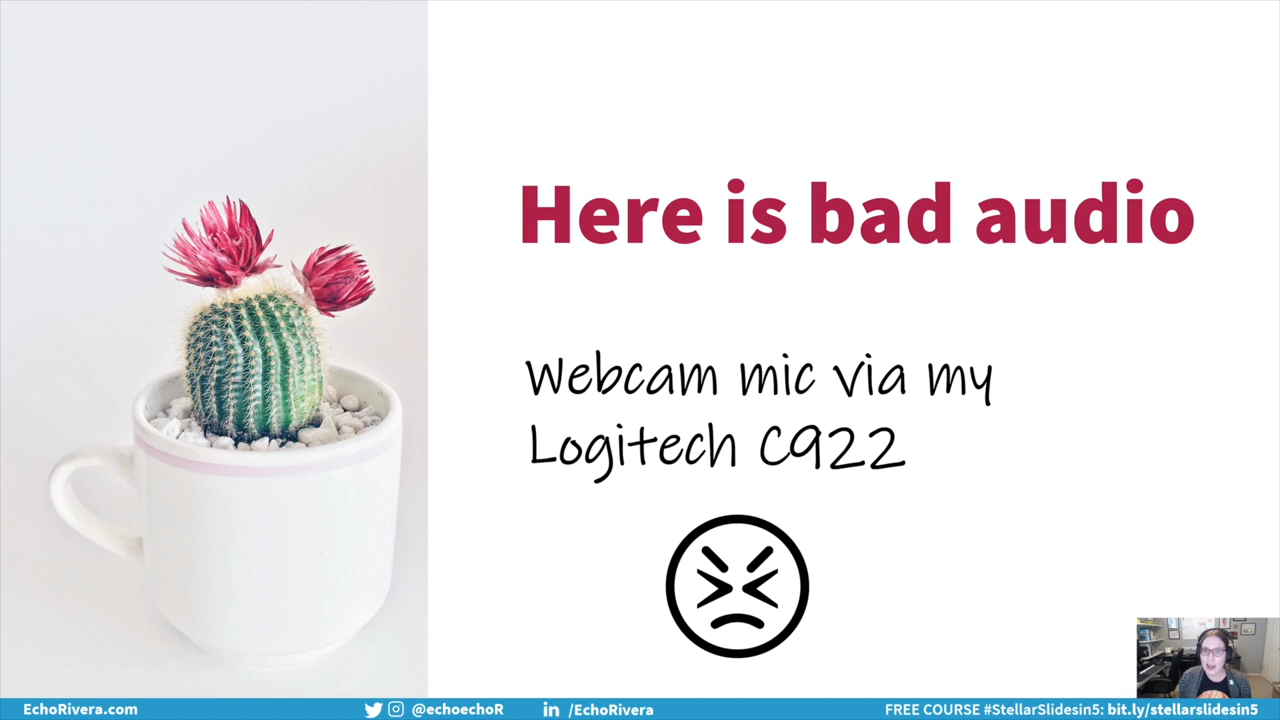 Here is bad audio
Webcam mic via my
Logitech C922
EchoRivera.com
@echoechoR
in /EchoRivera
FREE COURSE #StellarSlidesin5: bit.ly/stellarslidesin5